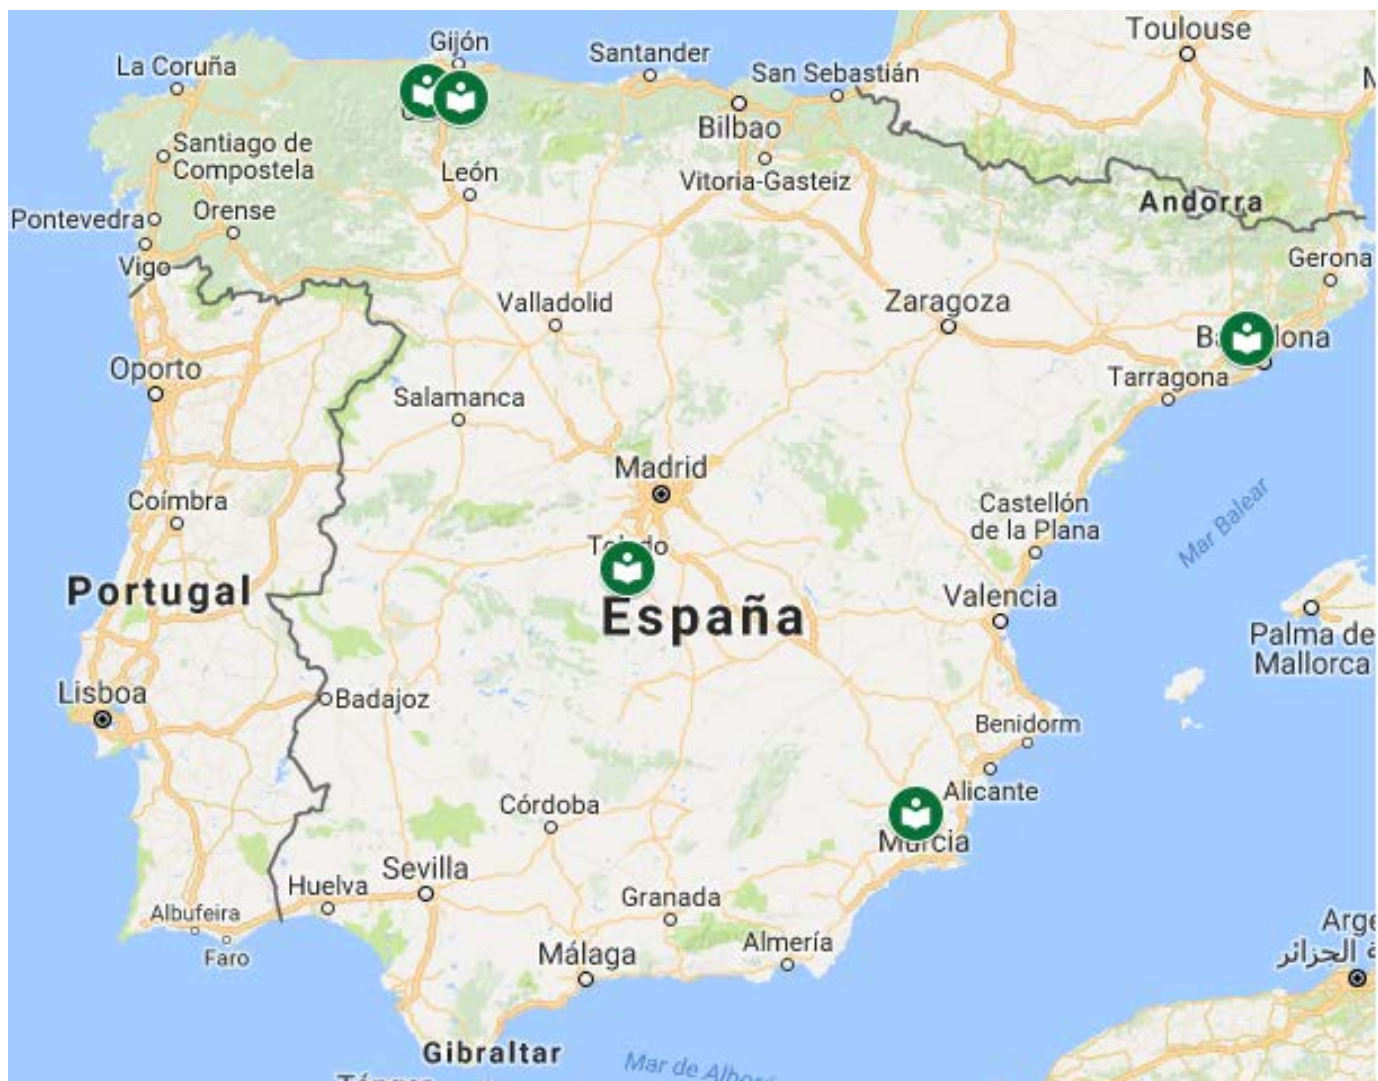 Toulouse
Gijón
Santander
La Coruña
San Sebastián
Bilbao
Santiago de
Compostela
León
Vitoria-Gasteiz
Andorra
Orense
Pontevedra
Gerona
Vigo
Valladolid
Zaragoza
Oporto
Tarragona
Salamanca
Madrid
Coímbra
Castellón
de la Plana
Mar Balear
Portugal
Valencia
España
Palma de
Mallorca
Lisboa
Badajoz
Benidorm
Alicante
Córdoba
Murcia
Sevilla
Huelva
Granada
Albufeira
Arge
Almería
Faro
Málaga
Gibraltar
Mar de